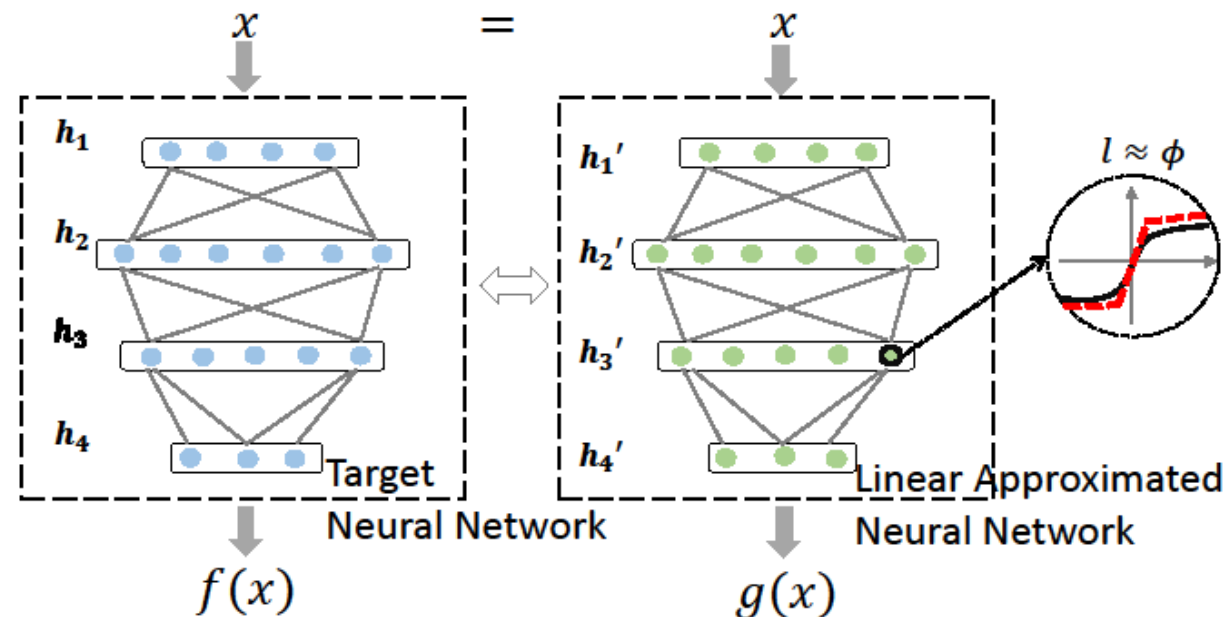 x = x
h₁
h₁′
l ≈ ϕ
h₂
h₂′
h₃
h₃′
h₄
h₄′
Target
Neural Network
Linear Approximated
Neural Network
f(x)
g(x)